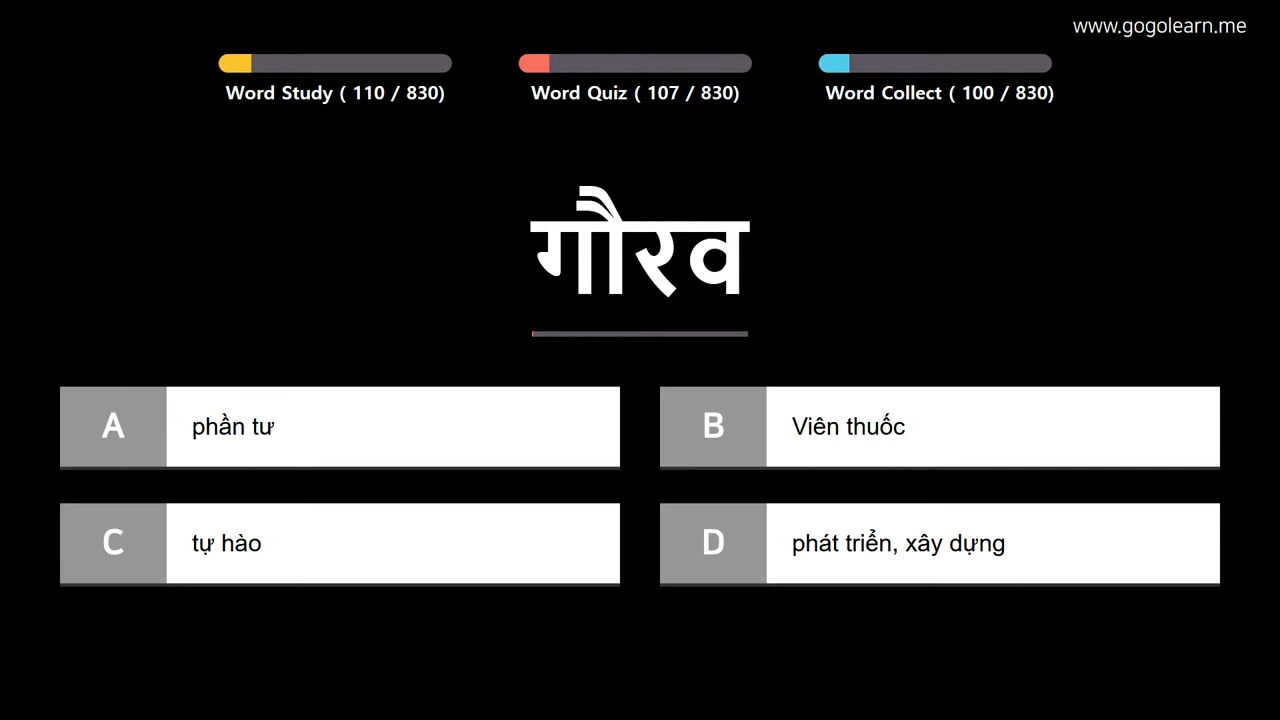 www.gogolearn.me
Word Study ( 110 / 830)
Word Quiz ( 107 / 830)
Word Collect ( 100 / 830)
गौरव
A phần tư
B Viên thuốc
C tự hào
D phát triển, xây dựng